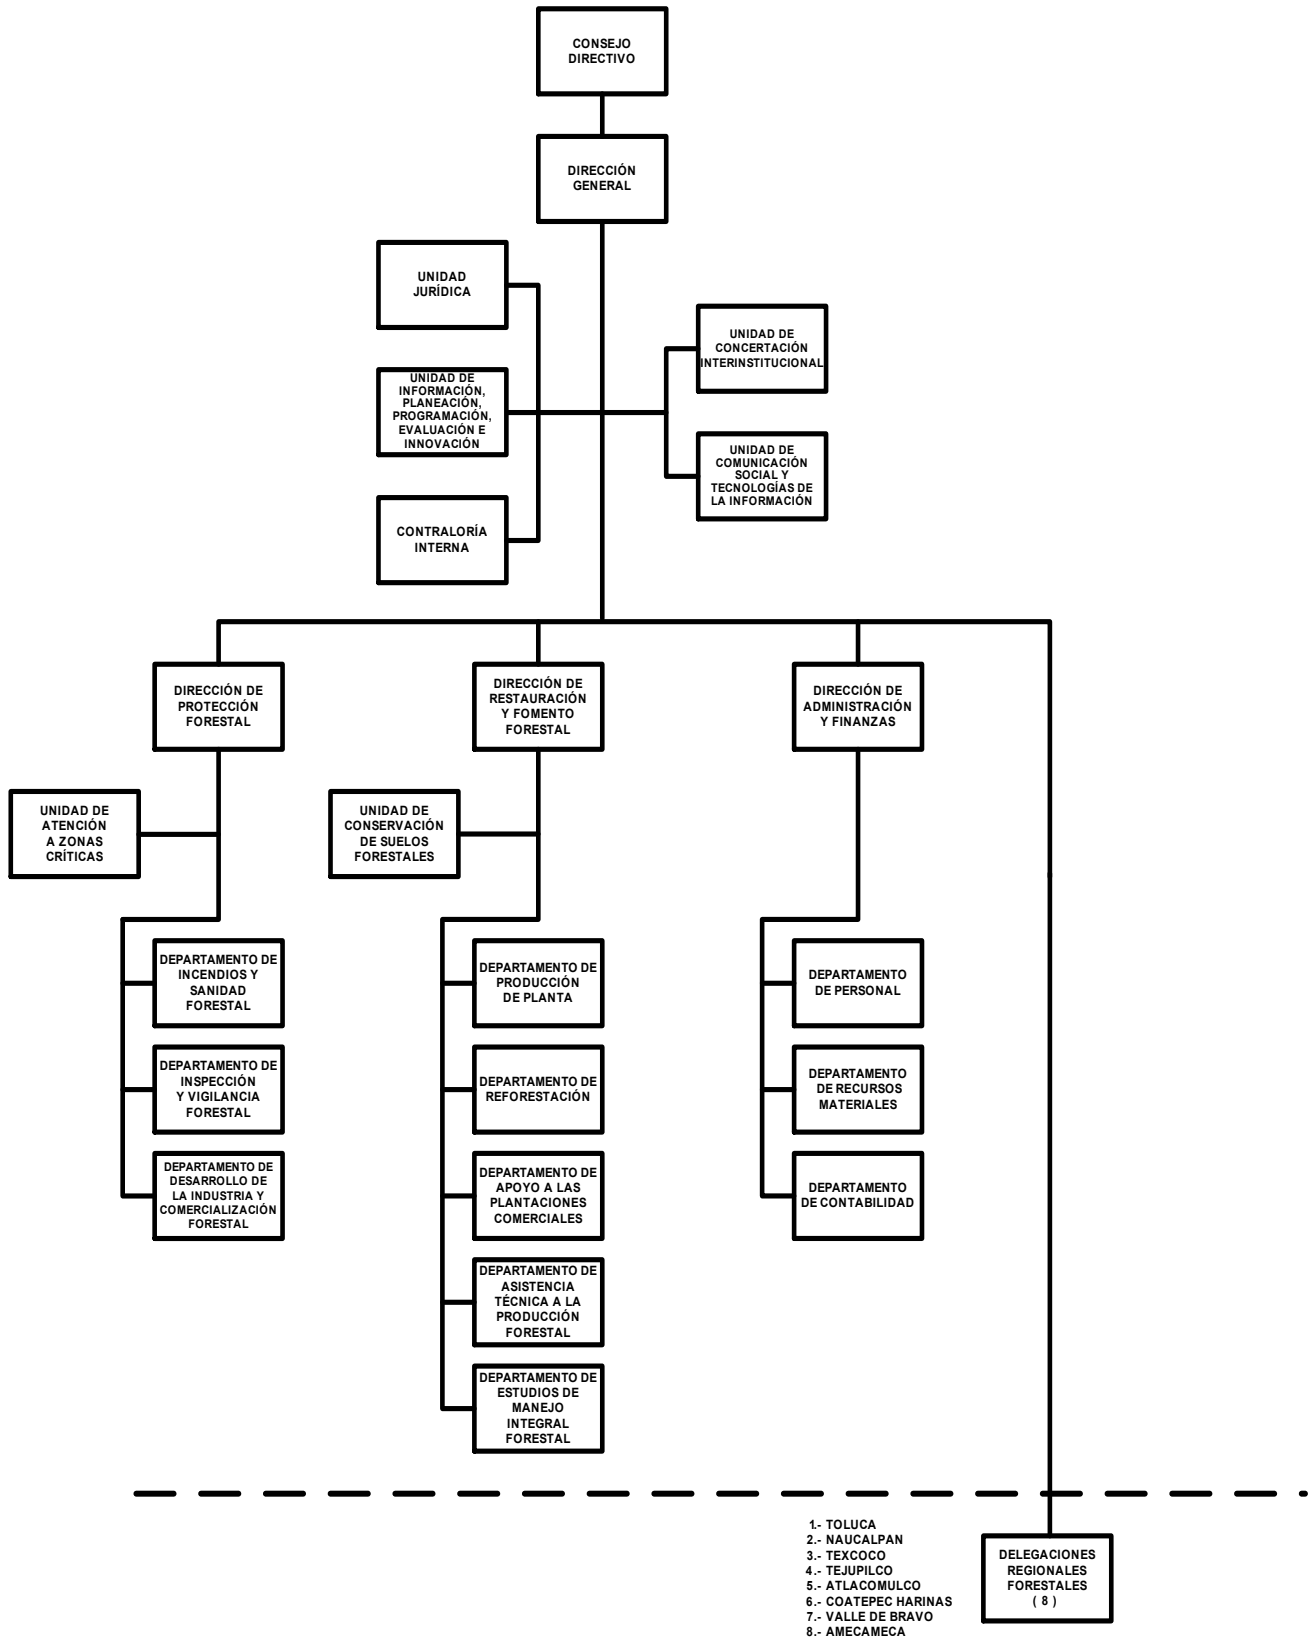 CONSEJO
DIRECTIVO
DIRECCIÓN
GENERAL
UNIDAD
JURÍDICA
UNIDAD DE
CONCERTACIÓN
INTERINSTITUCIONAL
UNIDAD DE
INFORMACIÓN,
PLANEACIÓN,
PROGRAMACIÓN,
EVALUACIÓN E
INNOVACIÓN
UNIDAD DE
COMUNICACIÓN
SOCIAL Y
TECNOLOGÍAS DE
LA INFORMACIÓN
CONTRALORÍA
INTERNA
DIRECCIÓN DE
PROTECCIÓN
FORESTAL
DIRECCIÓN DE
RESTAURACIÓN
Y FOMENTO
FORESTAL
DIRECCIÓN DE
ADMINISTRACIÓN
Y FINANZAS
UNIDAD DE
ATENCIÓN
A ZONAS
CRÍTICAS
UNIDAD DE
CONSERVACIÓN
DE SUELOS
FORESTALES
DEPARTAMENTO DE
INCENDIOS Y
SANIDAD
FORESTAL
DEPARTAMENTO DE
INSPECCIÓN
Y VIGILANCIA
FORESTAL
DEPARTAMENTO DE
DESARROLLO DE
LA INDUSTRIA Y
COMERCIALIZACIÓN
FORESTAL
DEPARTAMENTO DE
PRODUCCIÓN
DE PLANTA
DEPARTAMENTO DE
REFORESTACIÓN
DEPARTAMENTO DE
APOYO A LAS
PLANTACIONES
COMERCIALES
DEPARTAMENTO DE
ASISTENCIA
TÉCNICA A LA
PRODUCCIÓN
FORESTAL
DEPARTAMENTO DE
ESTUDIOS DE
MANEJO
INTEGRAL
FORESTAL
DEPARTAMENTO
DE PERSONAL
DEPARTAMENTO
DE RECURSOS
MATERIALES
DEPARTAMENTO
DE CONTABILIDAD
1.- TOLUCA
2.- NAUCALPAN
3.- TEXCOCO
4.- TEJUPILCO
5.- ATLACOMULCO
6.- COATEPEC HARINAS
7.- VALLE DE BRAVO
8.- AMECAMECA
DELEGACIONES
REGIONALES
FORESTALES
( 8 )